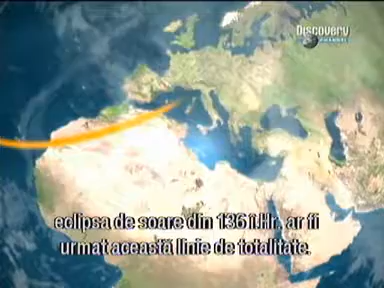 Discovery
CHANNEL
eclipsa de soare din 136 î.Hr. ar fi
urmat această linie de totalitate.